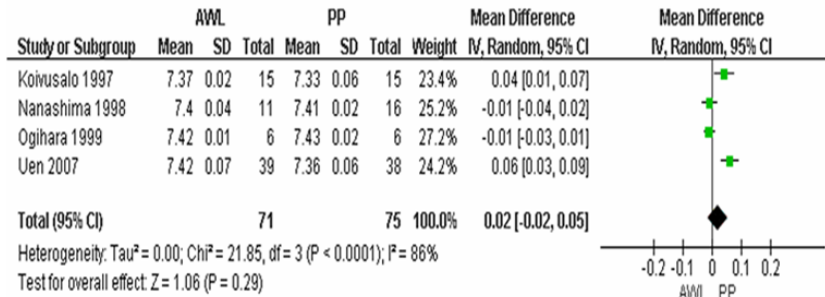 AWL PP Mean Difference Mean Difference
Study or Subgroup Mean SD Total Mean SD Total Weight IV, Random, 95% CI IV, Random, 95% CI
Koivusalo 1997 7.37 0.02 15 7.33 0.06 15 23.4% 0.04 [0.01, 0.07]
Nanashima 1998 7.4 0.04 11 7.41 0.02 16 25.2% -0.01 [-0.04, 0.02]
Ogihara 1999 7.42 0.01 6 7.43 0.02 6 27.2% -0.01 [-0.03, 0.01]
Uen 2007 7.42 0.07 39 7.36 0.06 38 24.2% 0.06 [0.03, 0.09]
Total (95% CI) 71 75 100.0% 0.02 [-0.02, 0.05]
Heterogeneity: Tau² = 0.00; Chi² = 21.85, df = 3 (P < 0.0001); I² = 86%
Test for overall effect: Z = 1.06 (P = 0.29)
-0.2 -0.1 0 0.1 0.2
AWL PP